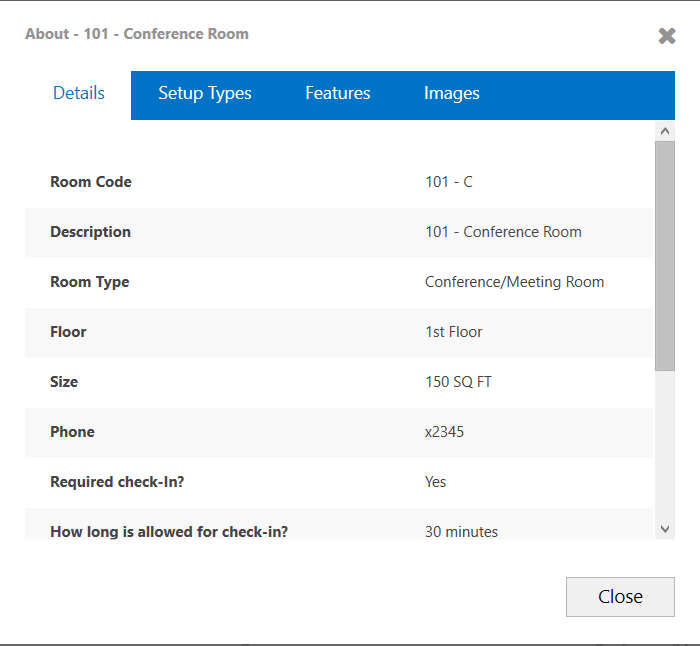 About - 101 - Conference Room
Details Setup Types Features Images
Room Code 101 - C
Description 101 - Conference Room
Room Type Conference/Meeting Room
Floor 1st Floor
Size 150 SQ FT
Phone x2345
Required check-In? Yes
How long is allowed for check-in? 30 minutes
Close